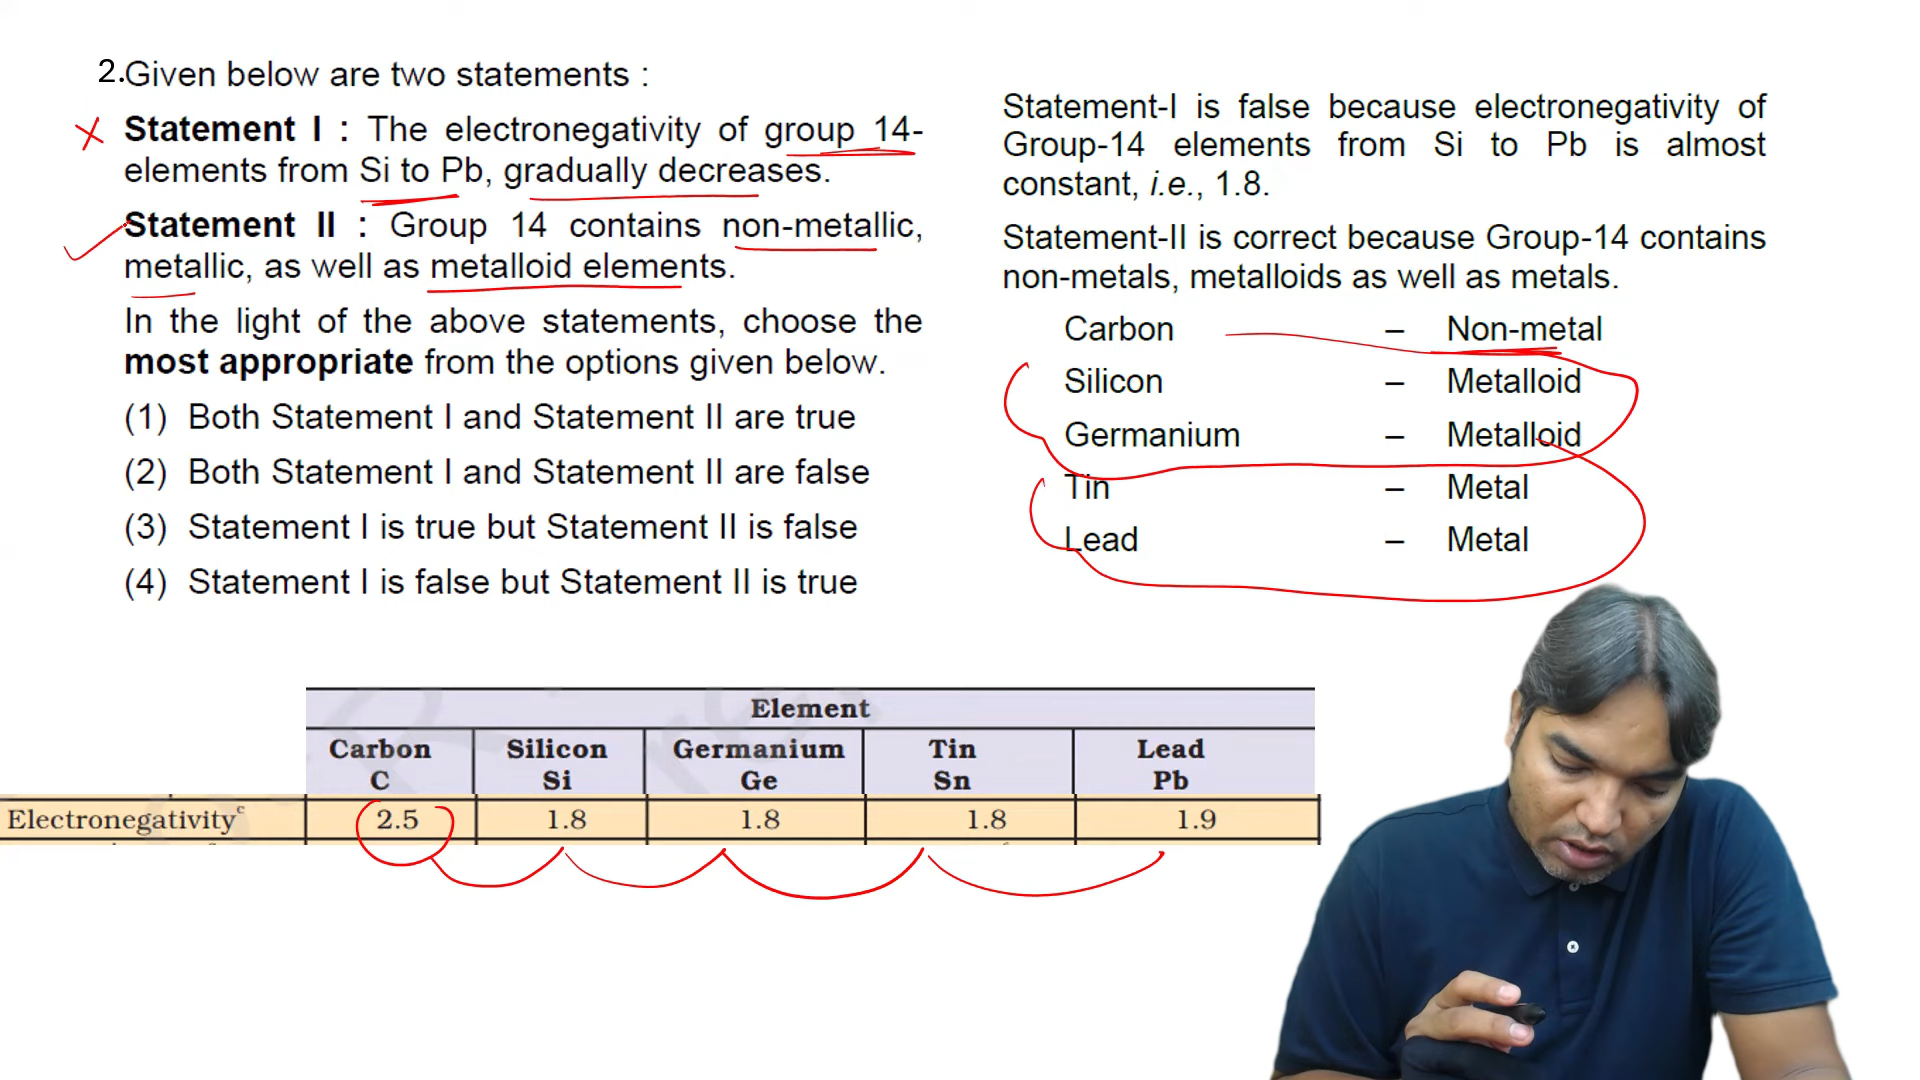 2.Given below are two statements :
Statement I : The electronegativity of group 14-
elements from Si to Pb, gradually decreases.
Statement II : Group 14 contains non-metallic,
metallic, as well as metalloid elements.
In the light of the above statements, choose the
most appropriate from the options given below.
(1) Both Statement I and Statement II are true
(2) Both Statement I and Statement II are false
(3) Statement I is true but Statement II is false
(4) Statement I is false but Statement II is true
Statement-I is false because electronegativity of
Group-14 elements from Si to Pb is almost
constant, i.e., 1.8.
Statement-II is correct because Group-14 contains
non-metals, metalloids as well as metals.
Carbon – Non-metal
Silicon – Metalloid
Germanium – Metalloid
Tin – Metal
Lead – Metal
Element
Carbon Silicon Germanium Tin Lead
C Si Ge Sn Pb
Electronegativity c 2.5 1.8 1.8 1.8 1.9